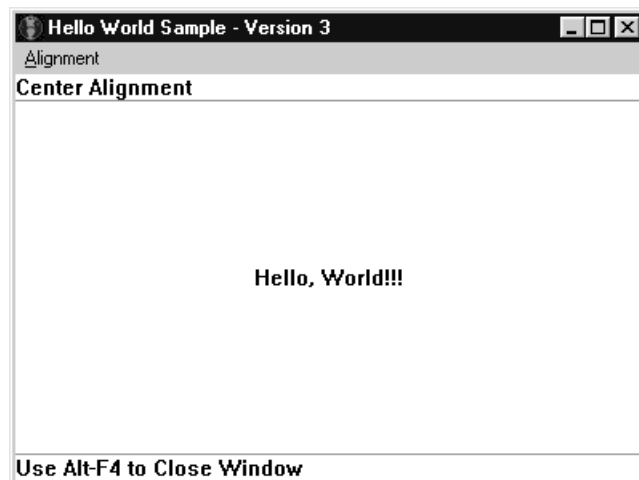 Hello World Sample - Version 3
Alignment
Center Alignment
Hello, World!!!
Use Alt-F4 to Close Window